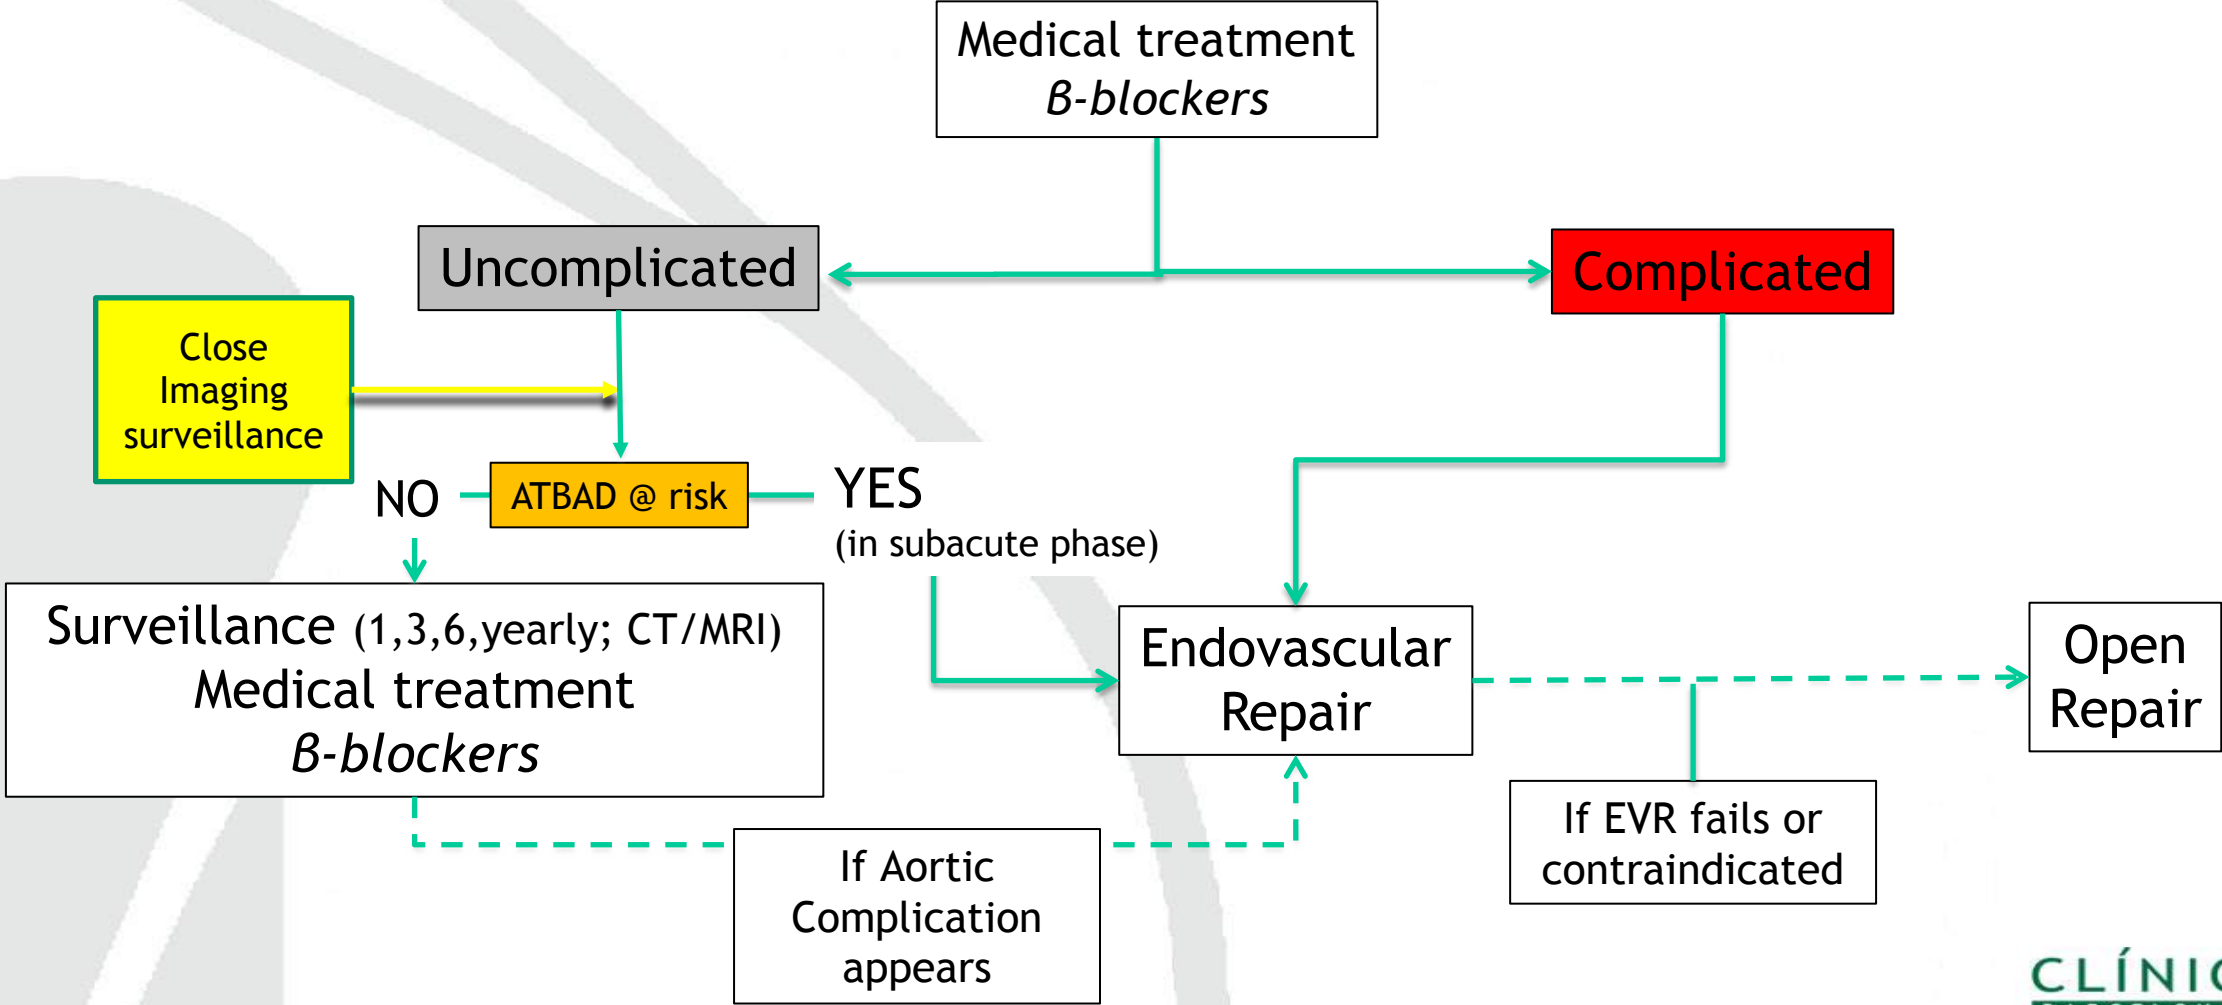 Medical treatment
β-blockers
Uncomplicated
Complicated
Close
Imaging
surveillance
NO
ATBAD @ risk
YES
(in subacute phase)
Surveillance (1,3,6,yearly; CT/MRI)
Medical treatment
β-blockers
Endovascular
Repair
Open
Repair
If EVR fails or
contraindicated
If Aortic
Complication
appears